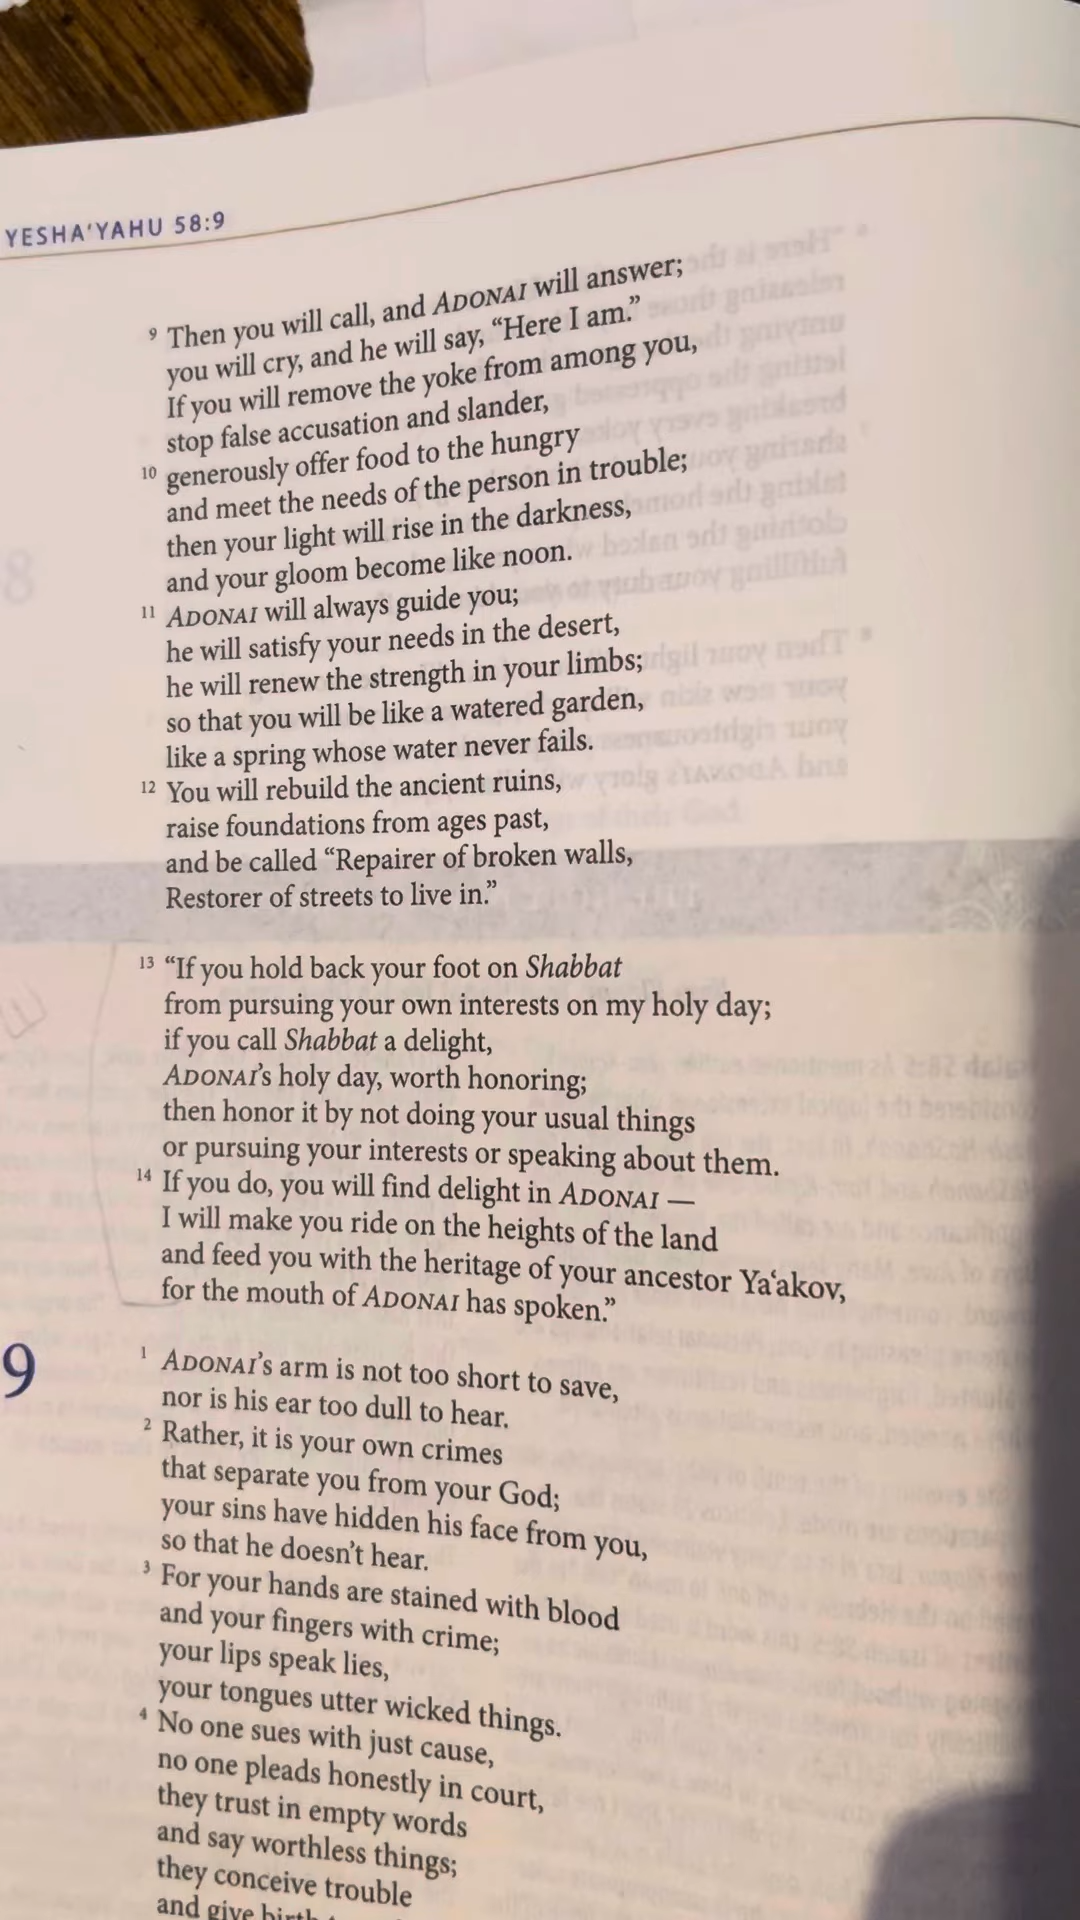 YESHA'YAHU 58:9
9 Then you will call, and ADONAI will answer;
you will cry, and he will say, “Here I am.”
If you will remove the yoke from among you,
stop false accusation and slander,
10 generously offer food to the hungry
and meet the needs of the person in trouble;
then your light will rise in the darkness,
and your gloom become like noon.
11 ADONAI will always guide you;
he will satisfy your needs in the desert,
he will renew the strength in your limbs;
so that you will be like a watered garden,
like a spring whose water never fails.
12 You will rebuild the ancient ruins,
raise foundations from ages past,
and be called “Repairer of broken walls,
Restorer of streets to live in.”
13 “If you hold back your foot on Shabbat
from pursuing your own interests on my holy day;
if you call Shabbat a delight,
ADONAI's holy day, worth honoring;
then honor it by not doing your usual things
or pursuing your interests or speaking about them.
14 If you do, you will find delight in ADONAI —
I will make you ride on the heights of the land
and feed you with the heritage of your ancestor Ya‘akov,
for the mouth of ADONAI has spoken.”
9
1 ADONAI's arm is not too short to save,
nor is his ear too dull to hear.
2 Rather, it is your own crimes
that separate you from your God;
your sins have hidden his face from you,
so that he doesn't hear.
3 For your hands are stained with blood
and your fingers with crime;
your lips speak lies,
your tongues utter wicked things.
4 No one sues with just cause,
no one pleads honestly in court,
they trust in empty words
and say worthless things;
they conceive trouble
and give